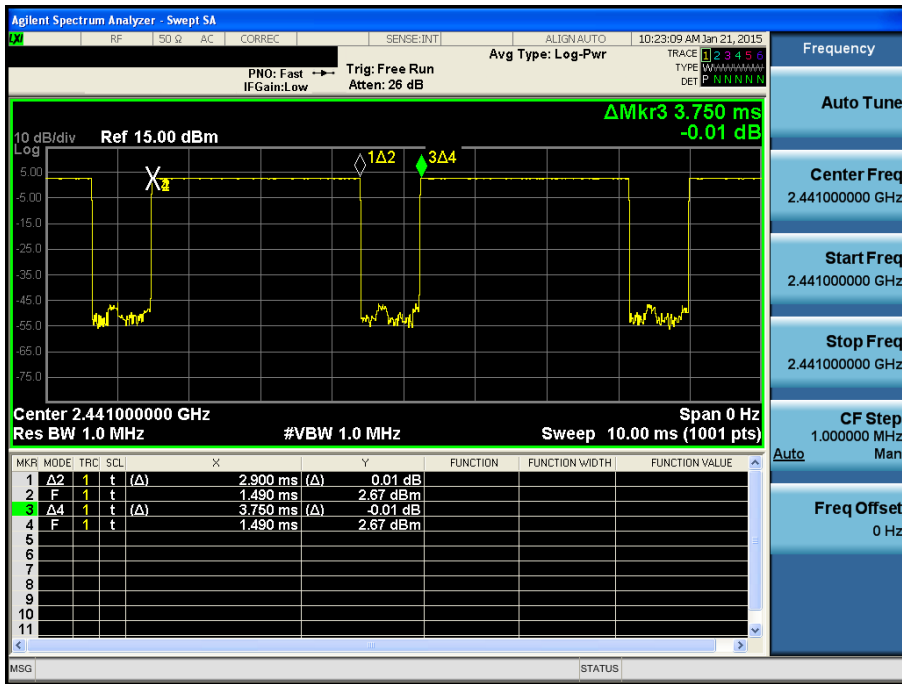 Agilent Spectrum Analyzer - Swept SA
LXI RF 50 Ω AC CORREC SENSE:INT ALIGN AUTO 10:23:09 AM Jan 21, 2015
Avg Type: Log-Pwr
TRACE 1 2 3 4 5 6
TYPE
DET P N N N N N
PNO: Fast
IFGain:Low
Trig: Free Run
Atten: 26 dB
ΔMkr3 3.750 ms
-0.01 dB
10 dB/div Ref 15.00 dBm
Log
1Δ2
3Δ4
5.00
-5.00
-15.0
-25.0
-35.0
-45.0
-55.0
-65.0
-75.0
Center 2.441000000 GHz Span 0 Hz
Res BW 1.0 MHz #VBW 1.0 MHz Sweep 10.00 ms (1001 pts)
MKR MODE TRC SCL X Y FUNCTION FUNCTION WIDTH FUNCTION VALUE
1 Δ2 1 t (Δ) 2.900 ms (Δ) 0.01 dB
2 F 1 t 1.490 ms 2.67 dBm
3 Δ4 1 t (Δ) 3.750 ms (Δ) -0.01 dB
4 F 1 t 1.490 ms 2.67 dBm
5
6
7
8
9
10
11
MSG STATUS
Frequency
Auto Tune
Center Freq
2.441000000 GHz
Start Freq
2.441000000 GHz
Stop Freq
2.441000000 GHz
CF Step
1.000000 MHz
Auto Man
Freq Offset
0 Hz